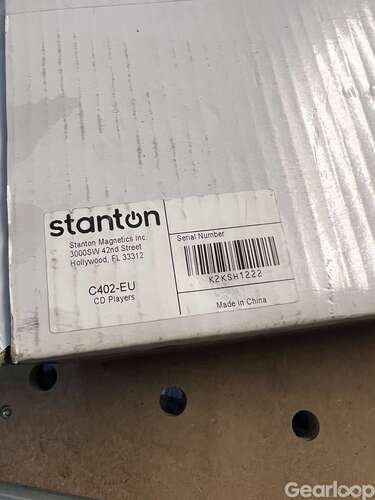 stanton
Stanton Magnetics Inc.
3000SW 42nd Street
Hollywood, FL 33312
C402-EU
CD Players
Serial Number
K2KSH1222
Made in China
Gearloop